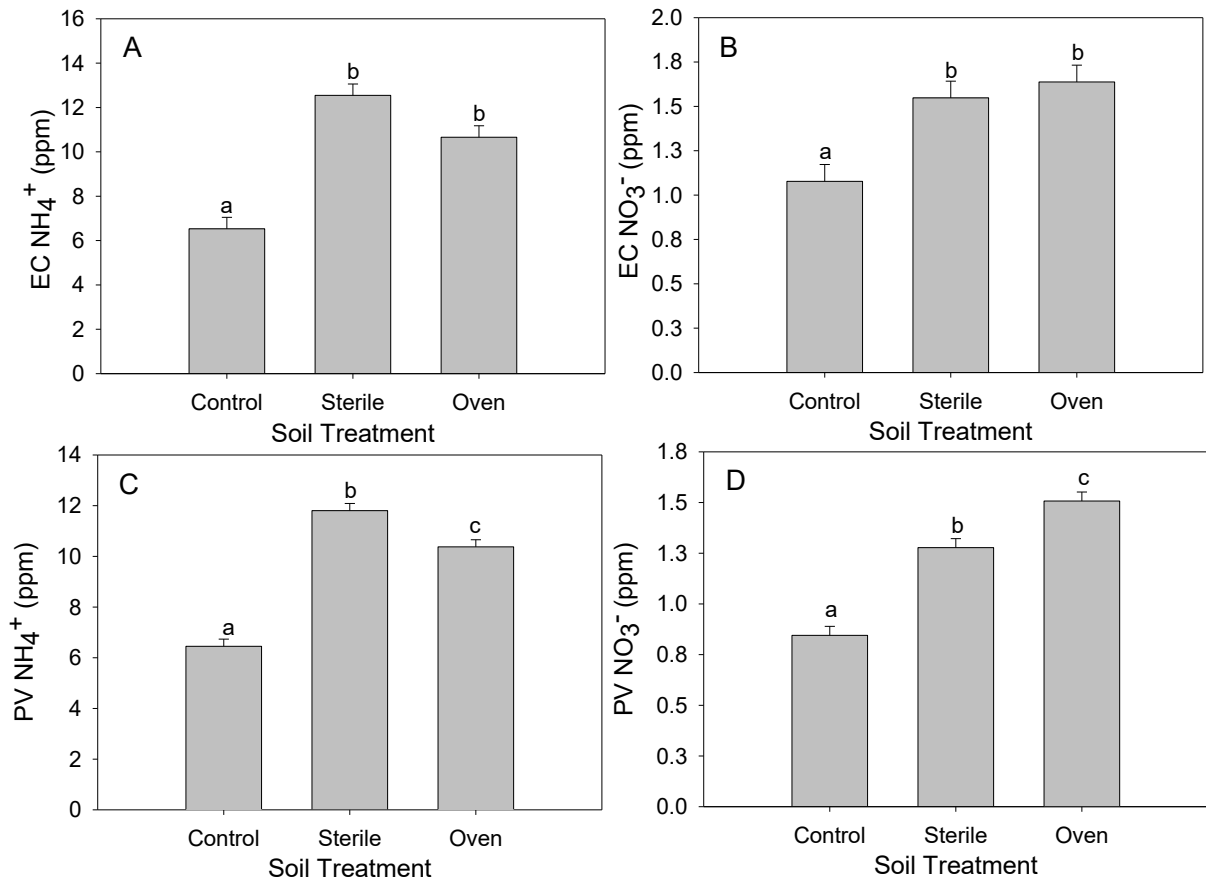 A
EC NH4+ (ppm)
16
14
12
10
8
6
4
2
0
a
b
b
Control Sterile Oven
Soil Treatment
B
EC NO3- (ppm)
2.0
1.8
1.5
1.3
1.0
0.8
0.5
0.3
0.0
a
b
b
Control Sterile Oven
Soil Treatment
C
PV NH4+ (ppm)
14
12
10
8
6
4
2
0
a
b
c
Control Sterile Oven
Soil Treatment
D
PV NO3- (ppm)
1.8
1.5
1.3
1.0
0.8
0.5
0.3
0.0
a
b
c
Control Sterile Oven
Soil Treatment